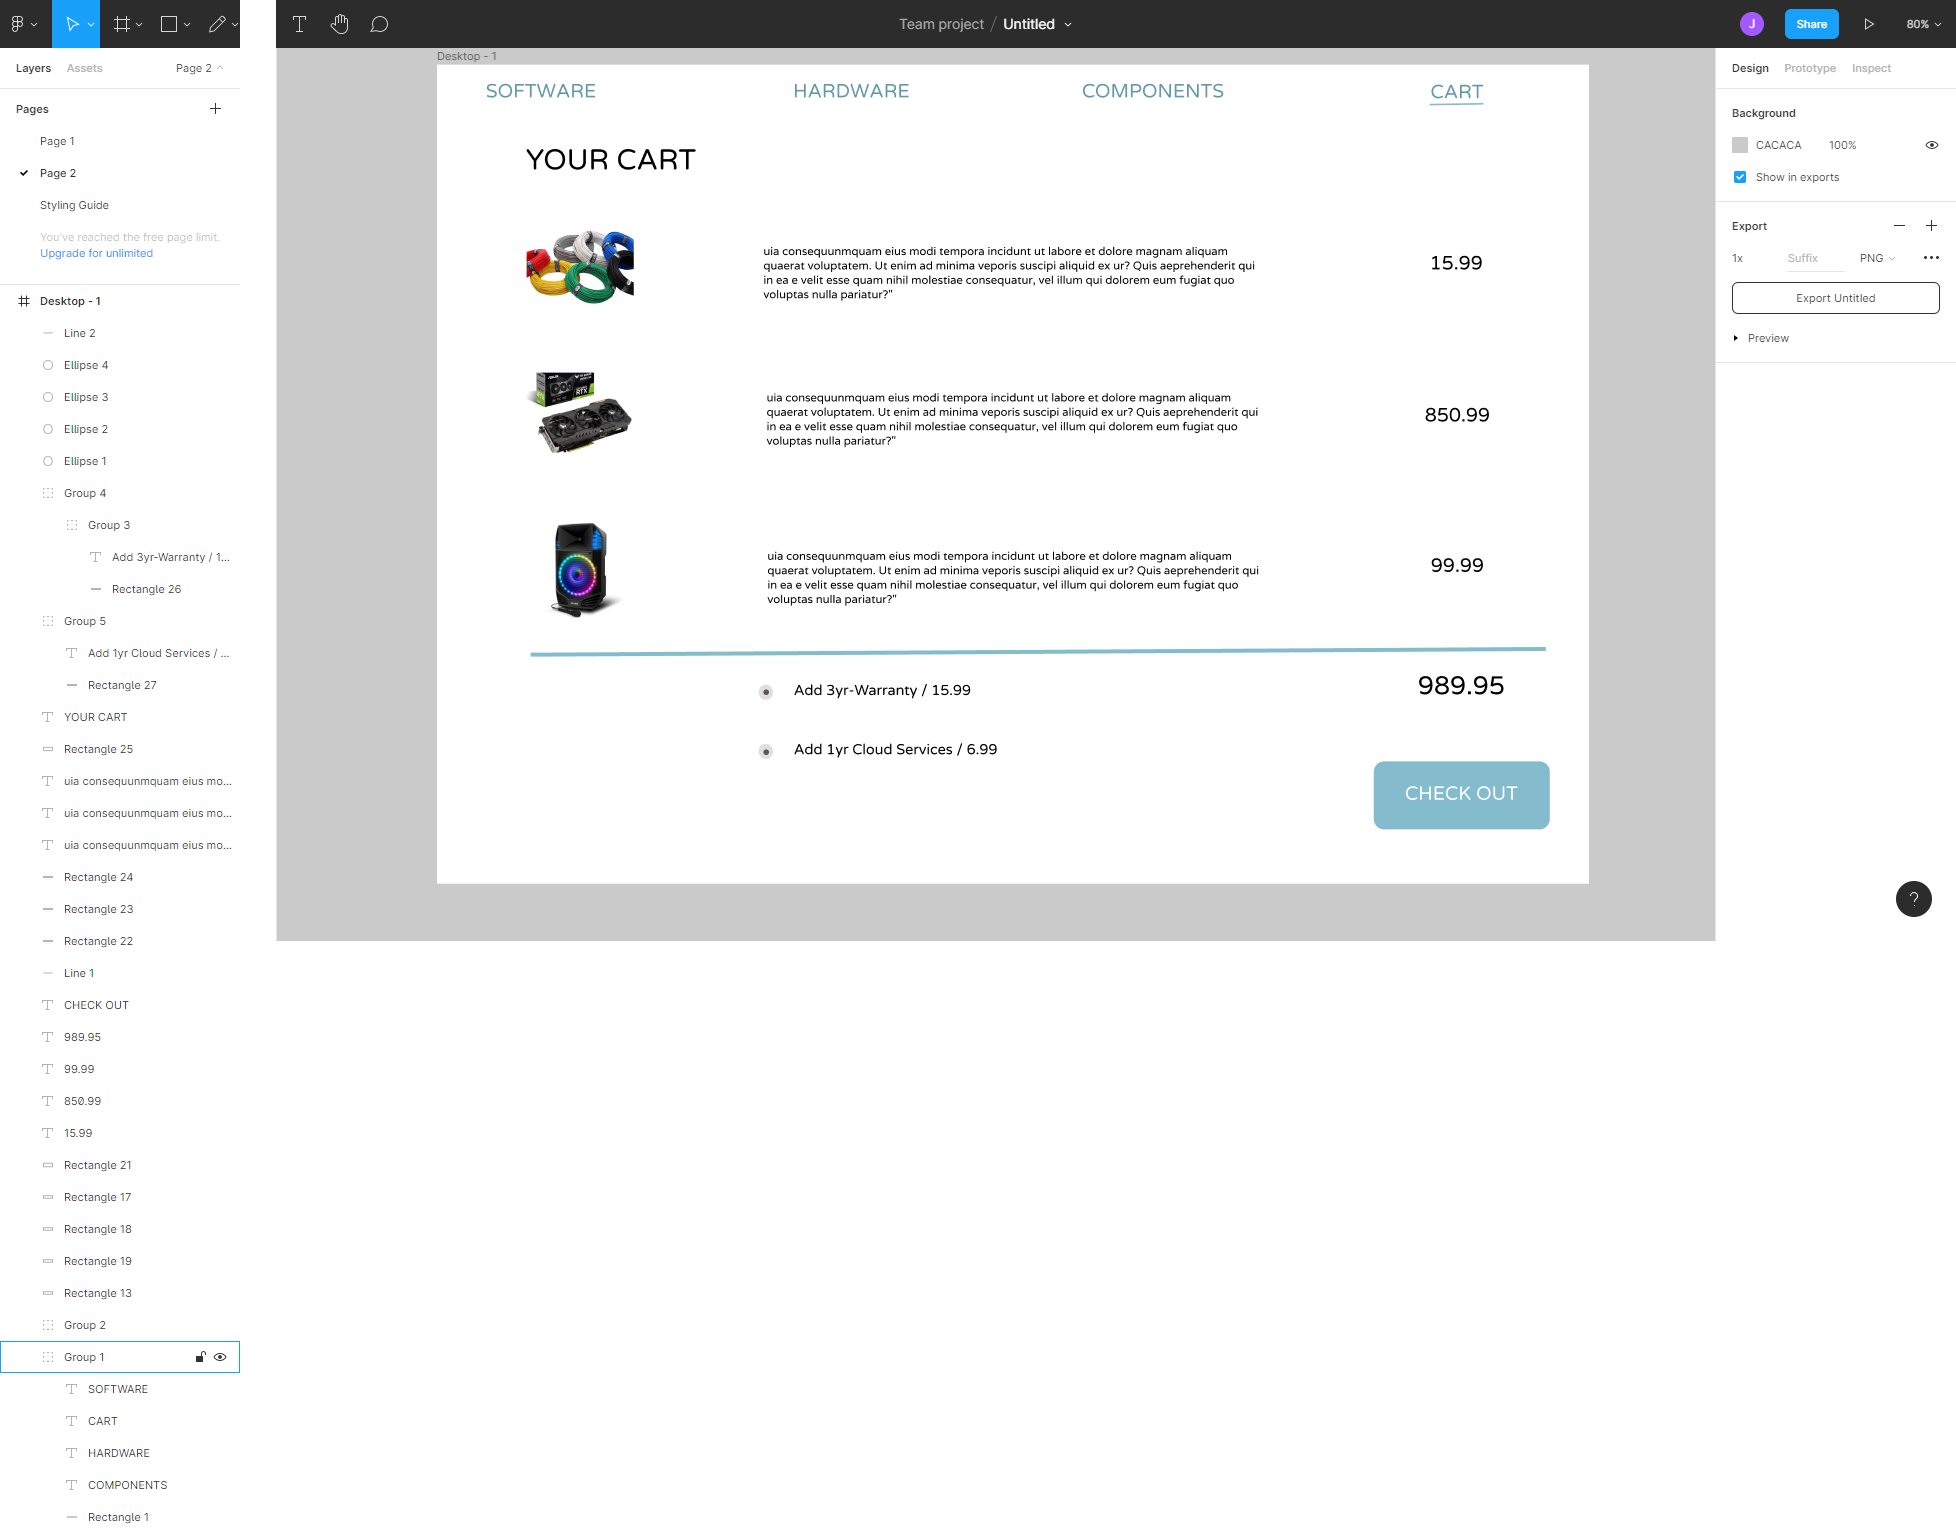 Team project / Untitled
J
Share
80%
Layers
Assets
Page 2
Pages
Page 1
Page 2
Styling Guide
You've reached the free page limit.
Upgrade for unlimited
Desktop - 1
Line 2
Ellipse 4
Ellipse 3
Ellipse 2
Ellipse 1
Group 4
Group 3
Add 3yr-Warranty / 1...
Rectangle 26
Group 5
Add 1yr Cloud Services / ...
Rectangle 27
YOUR CART
Rectangle 25
uia consequunmquam eius mo...
uia consequunmquam eius mo...
uia consequunmquam eius mo...
Rectangle 24
Rectangle 23
Rectangle 22
Line 1
CHECK OUT
989.95
99.99
850.99
15.99
Rectangle 21
Rectangle 17
Rectangle 18
Rectangle 19
Rectangle 13
Group 2
Group 1
SOFTWARE
CART
HARDWARE
COMPONENTS
Rectangle 1
Desktop - 1
SOFTWARE
HARDWARE
COMPONENTS
CART
YOUR CART
uia consequunmquam eius modi tempora incidunt ut labore et dolore magnam aliquam
quaerat voluptatem. Ut enim ad minima veporis suscipi aliquid ex ur? Quis aeprehenderit qui
in ea e velit esse quam nihil molestiae consequatur, vel illum qui dolorem eum fugiat quo
voluptas nulla pariatur?"
15.99
uia consequunmquam eius modi tempora incidunt ut labore et dolore magnam aliquam
quaerat voluptatem. Ut enim ad minima veporis suscipi aliquid ex ur? Quis aeprehenderit qui
in ea e velit esse quam nihil molestiae consequatur, vel illum qui dolorem eum fugiat quo
voluptas nulla pariatur?"
850.99
uia consequunmquam eius modi tempora incidunt ut labore et dolore magnam aliquam
quaerat voluptatem. Ut enim ad minima veporis suscipi aliquid ex ur? Quis aeprehenderit qui
in ea e velit esse quam nihil molestiae consequatur, vel illum qui dolorem eum fugiat quo
voluptas nulla pariatur?"
99.99
Add 3yr-Warranty / 15.99
989.95
Add 1yr Cloud Services / 6.99
CHECK OUT
Design
Prototype
Inspect
Background
CACACA
100%
Show in exports
Export
1x
Suffix
PNG
Export Untitled
Preview
?